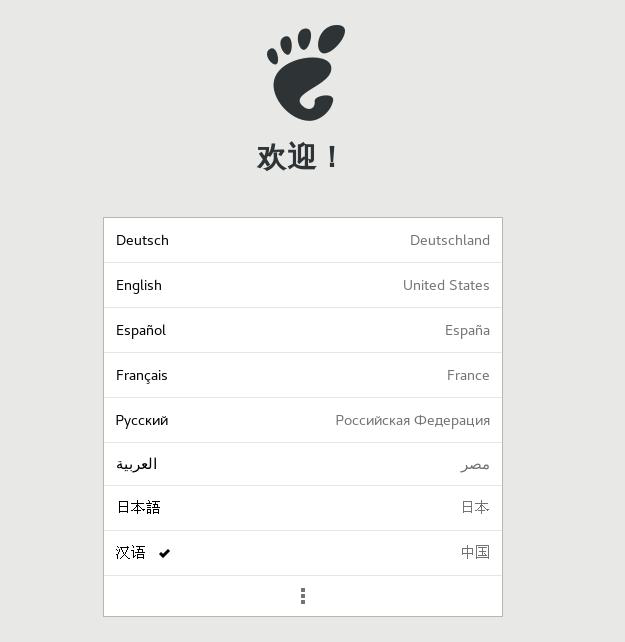 欢迎！
Deutsch Deutschland
English United States
Español España
Français France
Русский Российская Федерация
العربية مصر
日本語 日本
汉语 中国